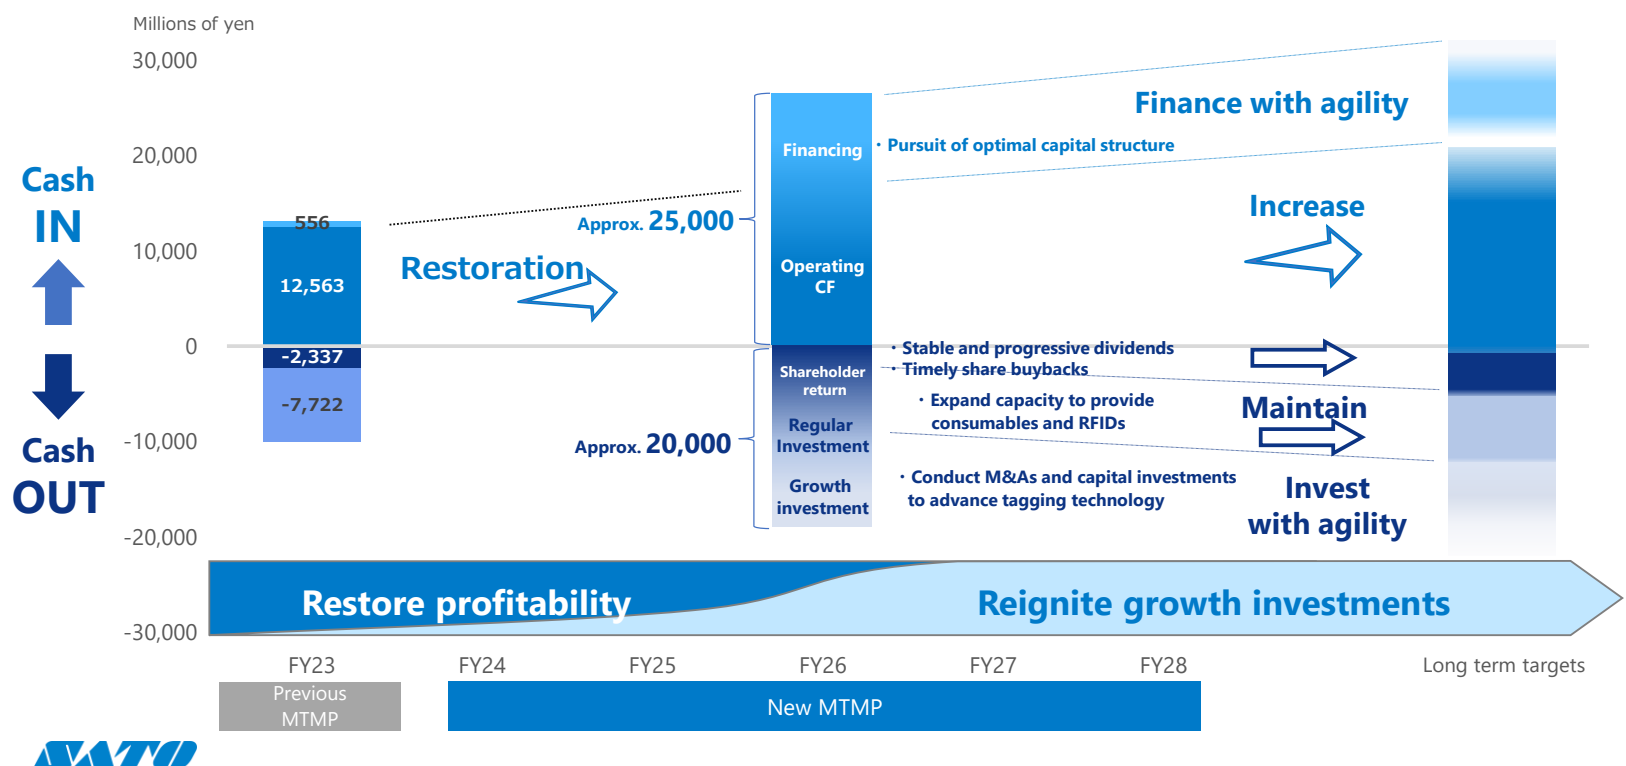 Millions of yen
30,000
20,000
10,000
0
-10,000
-20,000
-30,000
Cash
IN
Cash
OUT
556
12,563
-2,337
-7,722
Restoration
Approx. 25,000
Approx. 20,000
Financing
Operating
CF
Shareholder
return
Regular
Investment
Growth
investment
・Pursuit of optimal capital structure
・Stable and progressive dividends
・Timely share buybacks
・Expand capacity to provide
consumables and RFIDs
・Conduct M&As and capital investments
to advance tagging technology
Finance with agility
Increase
Maintain
Invest
with agility
Restore profitability
Reignite growth investments
FY23
FY24
FY25
FY26
FY27
FY28
Long term targets
Previous
MTMP
New MTMP
SATO